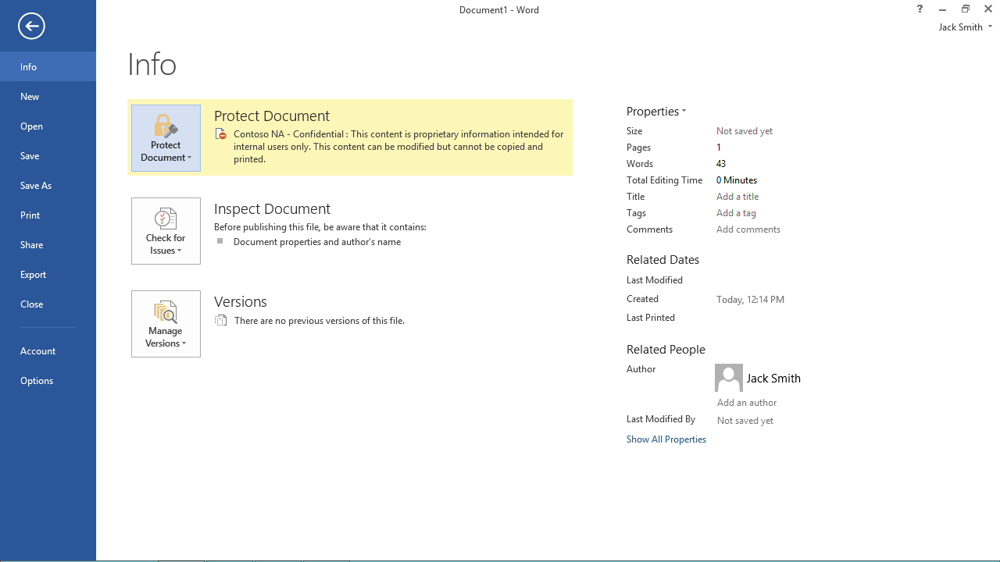 Document1 - Word
?
Jack Smith
Info
New
Open
Save
Save As
Print
Share
Export
Close
Account
Options
Info
Protect
Document
Protect Document
Contoso NA - Confidential : This content is proprietary information intended for
internal users only. This content can be modified but cannot be copied and
printed.
Check for
Issues
Inspect Document
Before publishing this file, be aware that it contains:
Document properties and author's name
Manage
Versions
Versions
There are no previous versions of this file.
Properties
Size Not saved yet
Pages 1
Words 43
Total Editing Time 0 Minutes
Title Add a title
Tags Add a tag
Comments Add comments
Related Dates
Last Modified
Created Today, 12:14 PM
Last Printed
Related People
Author Jack Smith
Add an author
Last Modified By Not saved yet
Show All Properties